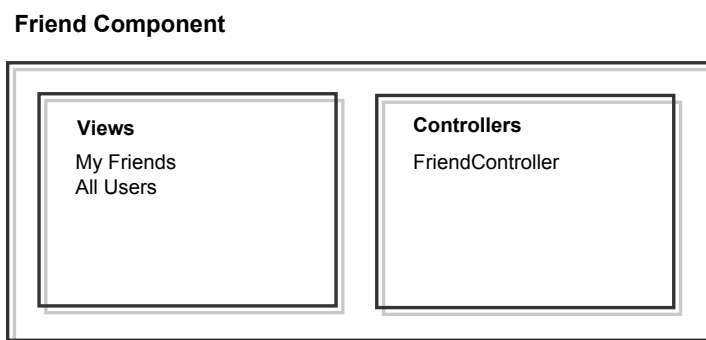 Friend Component
Views
My Friends
All Users
Controllers
FriendController